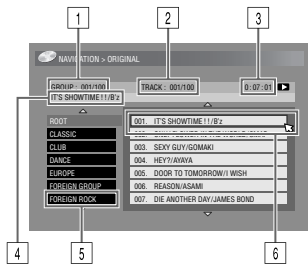 1
2
3
NAVIGATION > ORIGINAL
GROUP : 001/100
TRACK : 001/100
0:07:01
IT'S SHOWTIME!!/B'z
ROOT
CLASSIC
CLUB
DANCE
EUROPE
FOREIGN GROUP
FOREIGN ROCK
001. IT'S SHOWTIME!!/B'z
003. SEXY GUY/GOMAKI
004. HEY?/AYAYA
005. DOOR TO TOMORROW/I WISH
006. REASON/ASAMI
007. DIE ANOTHER DAY/JAMES BOND
4
5
6